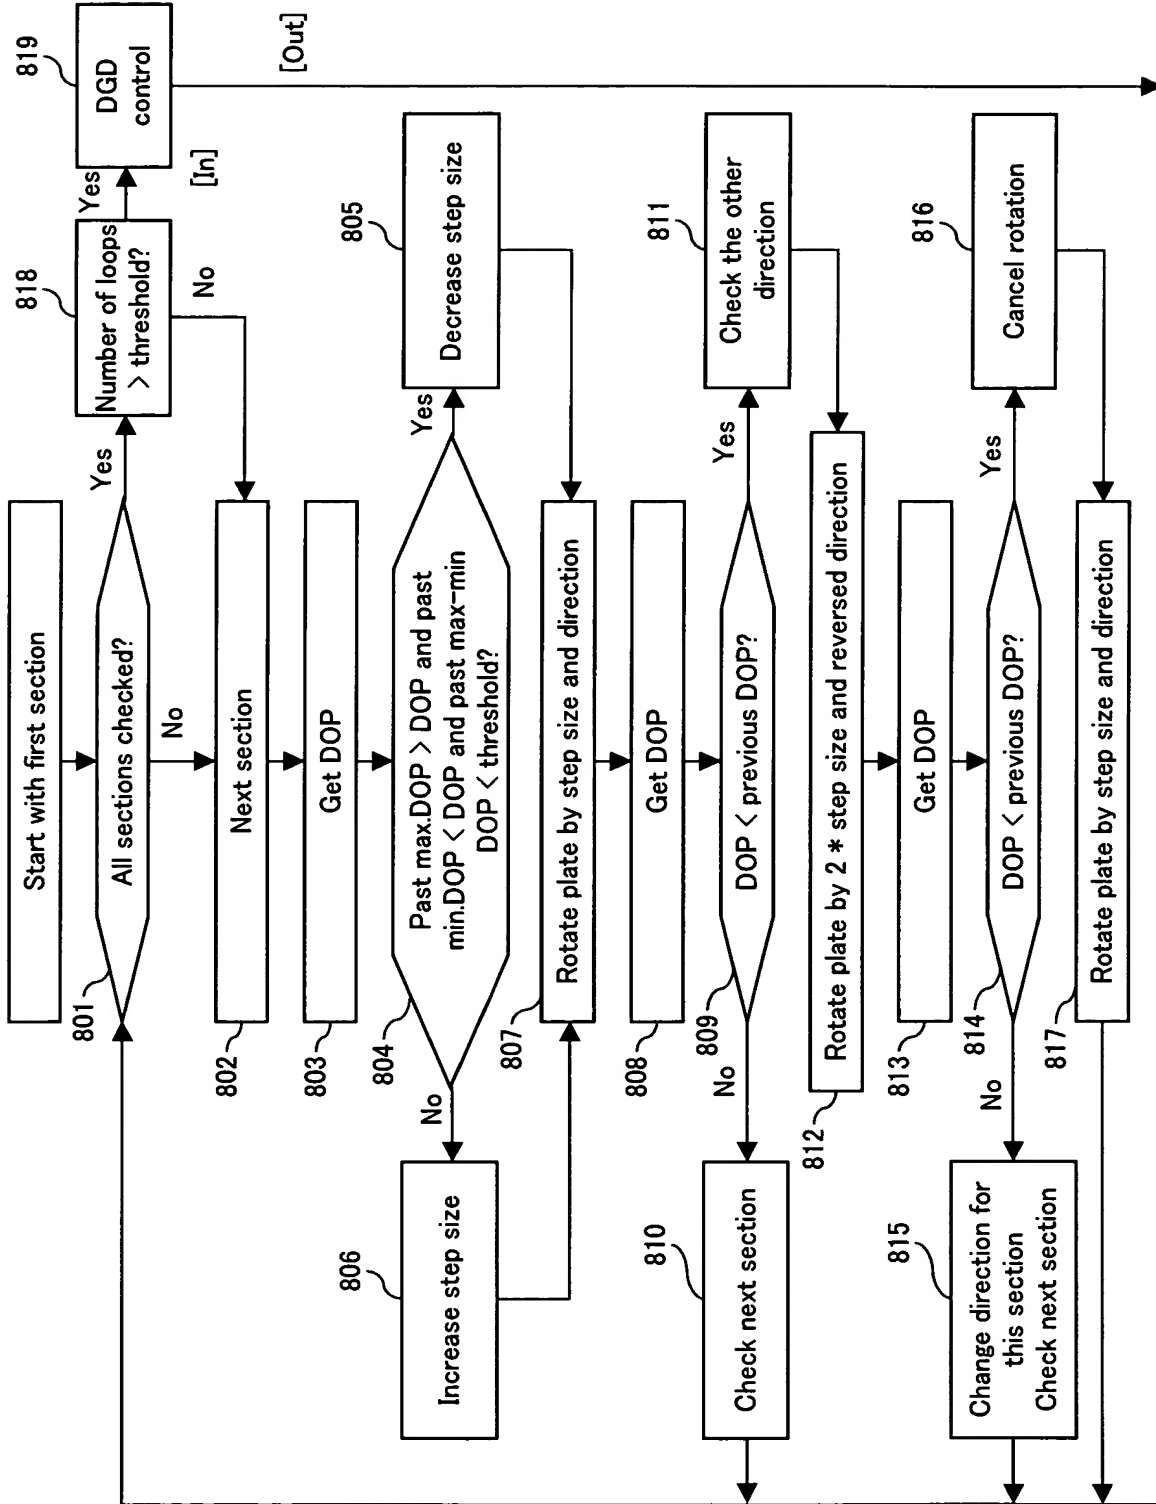 Start with first section
801
All sections checked?
Yes
No
818
Number of loops
> threshold?
Yes
No
819
DGD
control
[In]
[Out]
802
Next section
803
Get DOP
804
Past max.DOP > DOP and past
min.DOP < DOP and past max-min
DOP < threshold?
Yes
No
805
Decrease step size
806
Increase step size
807
Rotate plate by step size and direction
808
Get DOP
809
DOP < previous DOP?
Yes
No
810
Check next section
811
Check the other
direction
812
Rotate plate by 2 * step size and reversed direction
813
Get DOP
814
DOP < previous DOP?
Yes
No
815
Change direction for
this section
Check next section
816
Cancel rotation
817
Rotate plate by step size and direction